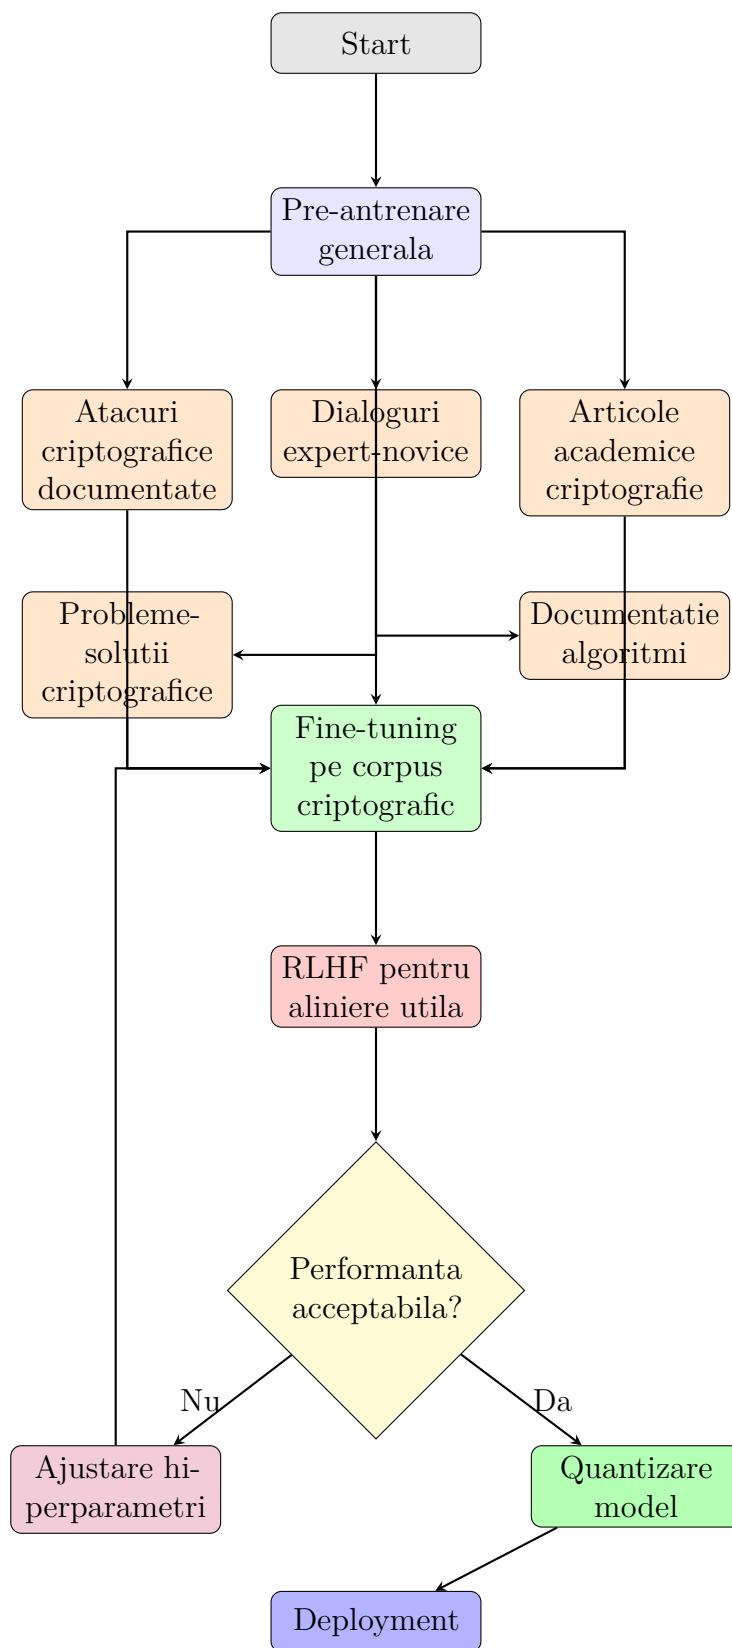 Start
Pre-antrenare
generala
Atacuri
criptografice
documentate
Dialoguri
expert-novice
Articole
academice
criptografie
Probleme-
solutii
criptografice
Documentatie
algoritmi
Fine-tuning
pe corpus
criptografic
RLHF pentru
aliniere utila
Performanta
acceptabila?
Nu
Da
Ajustare hi-
perparametri
Quantizare
model
Deployment